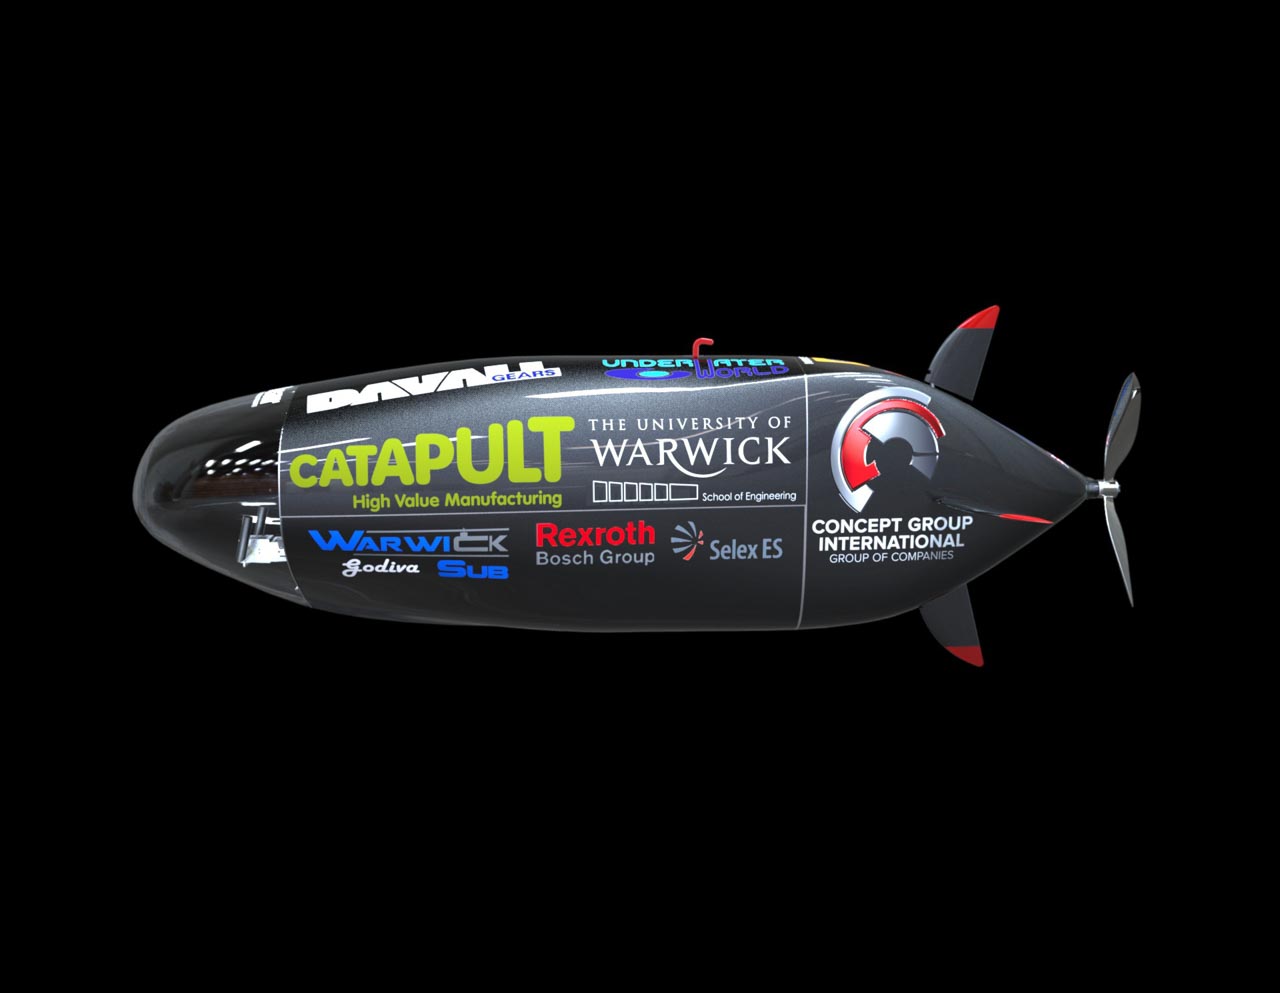 DAVALL
GEARS
UNDERWATER
WORLD
CATAPULT
High Value Manufacturing
THE UNIVERSITY OF
WARWICK
School of Engineering
WARWICK
Godiva SUB
Rexroth
Bosch Group
Selex ES
CONCEPT GROUP
INTERNATIONAL
GROUP OF COMPANIES